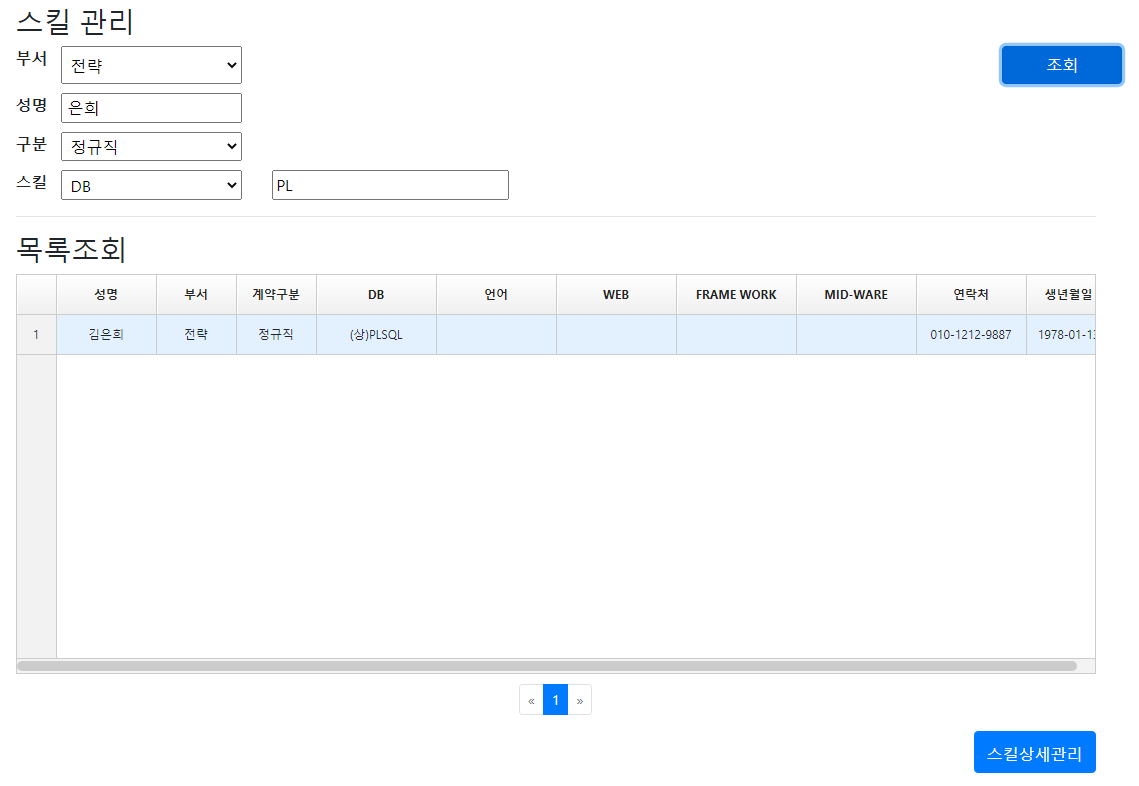 스킬 관리
부서 전략 조회
성명 은희
구분 정규직
스킬 DB PL
목록조회
성명 부서 계약구분 DB 언어 WEB FRAME WORK MID-WARE 연락처 생년월일
1 김은희 전략 정규직 (상)PLSQL 010-1212-9887 1978-01-13
« 1 »
스킬상세관리